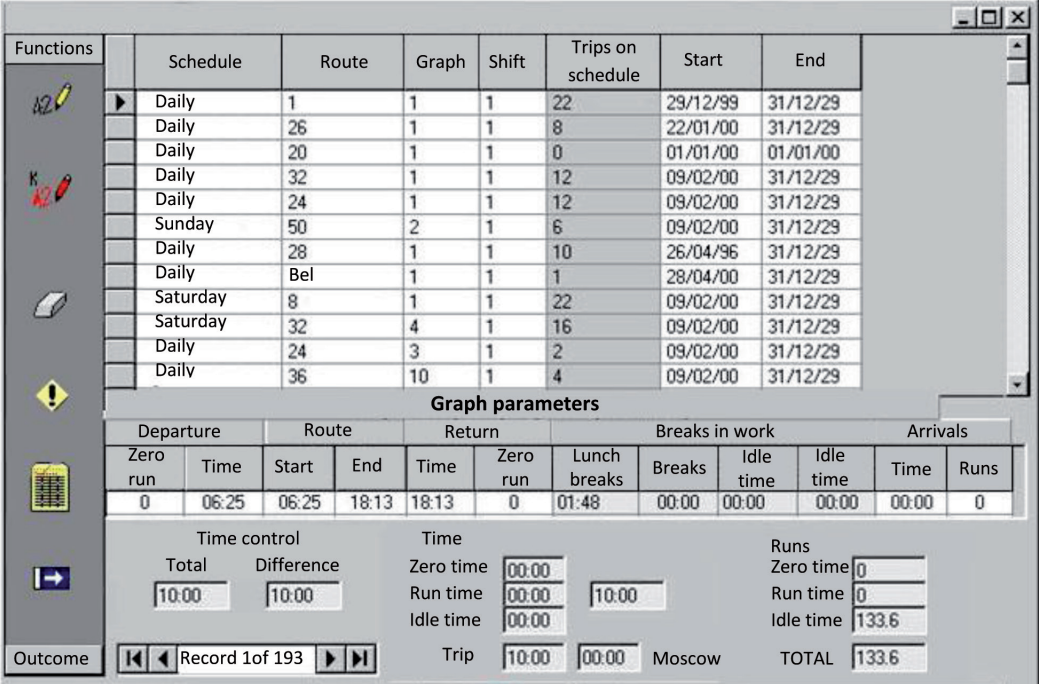 Functions
Schedule Route Graph Shift Trips on schedule Start End
Daily 1 1 1 22 29/12/99 31/12/29
Daily 26 1 1 8 22/01/00 31/12/29
Daily 20 1 1 0 01/01/00 01/01/00
Daily 32 1 1 12 09/02/00 31/12/29
Daily 24 1 1 12 09/02/00 31/12/29
Sunday 50 2 1 6 09/02/00 31/12/29
Daily 28 1 1 10 26/04/96 31/12/29
Daily Bel 1 1 1 28/04/00 31/12/29
Saturday 8 1 1 22 09/02/00 31/12/29
Saturday 32 4 1 16 09/02/00 31/12/29
Daily 24 3 1 2 09/02/00 31/12/29
Daily 36 10 1 4 09/02/00 31/12/29
Graph parameters
Departure Route Return Breaks in work Arrivals
Zero run Time Start End Time Zero run Lunch breaks Breaks Idle time Idle time Time Runs
0 06:25 06:25 18:13 18:13 0 01:48 00:00 00:00 00:00 00:00 0
Time control
Total Difference
10:00 10:00
Time
Zero time 00:00
Run time 00:00 10:00
Idle time 00:00
Trip 10:00 00:00 Moscow
Runs
Zero time 0
Run time 0
Idle time 133.6
TOTAL 133.6
Outcome
Record 1of 193